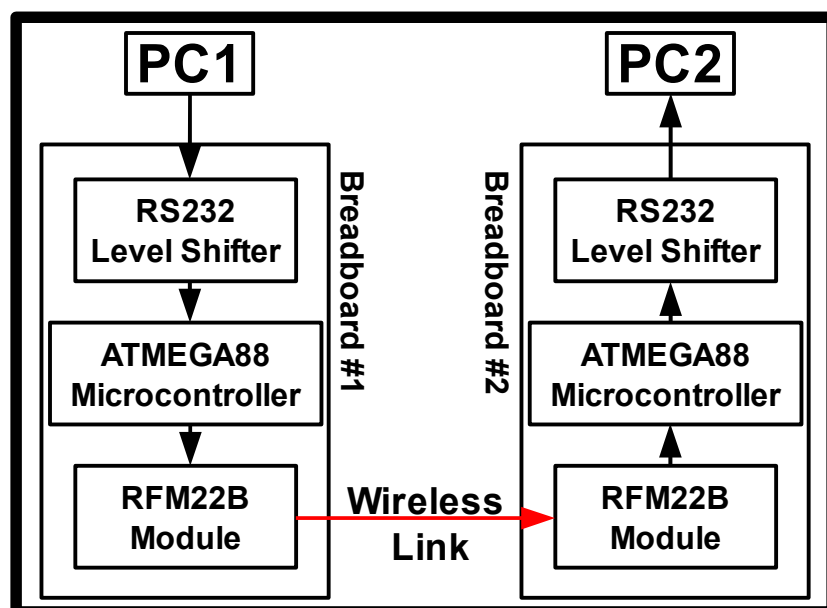 PC1
RS232
Level Shifter
ATMEGA88
Microcontroller
RFM22B
Module
Breadboard #1
Wireless
Link
PC2
Breadboard #2
RS232
Level Shifter
ATMEGA88
Microcontroller
RFM22B
Module